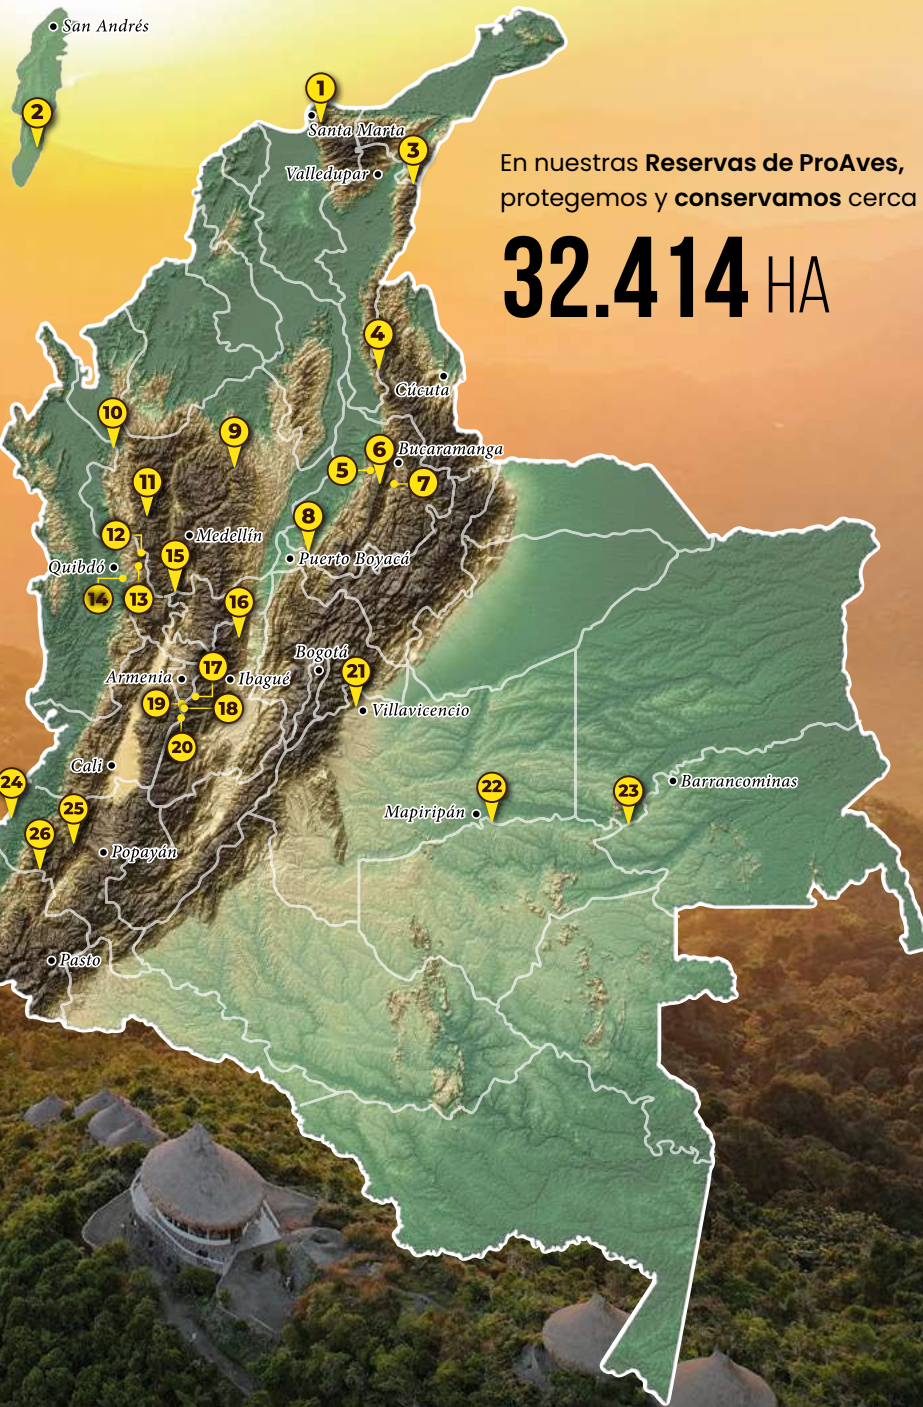 San Andrés
1
2
Santa Marta
3
Valledupar
En nuestras Reservas de ProAves,
protegemos y conservamos cerca
32.414 HA
4
Cúcuta
10
9
Bucaramanga
6
5
7
11
8
12
Medellín
15
Puerto Boyacá
Quibdó
14
13
16
Bogotá
17
21
Armenia
Ibagué
19
18
Villavicencio
20
Cali
24
22
23
Barrancominas
25
Mapiripán
26
Popayán
Pasto